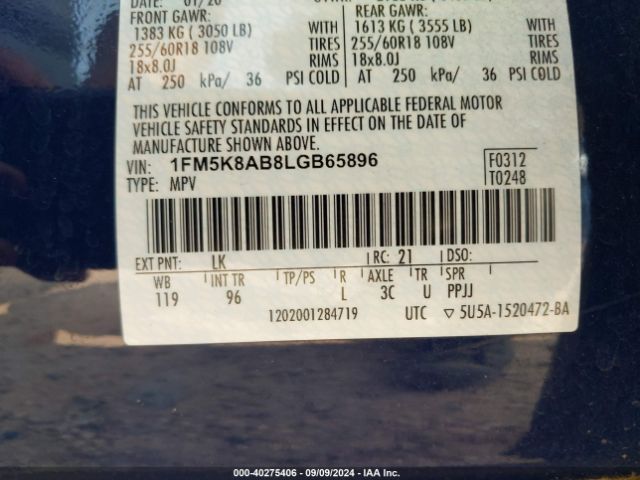 DATE: 01/20
FRONT GAWR: REAR GAWR:
1383 KG ( 3050 LB) WITH 1613 KG ( 3555 LB) WITH
255/60R18 108V TIRES 255/60R18 108V TIRES
18x8.0J RIMS 18x8.0J RIMS
AT 250 kPa/ 36 PSI COLD AT 250 kPa/ 36 PSI COLD
THIS VEHICLE CONFORMS TO ALL APPLICABLE FEDERAL MOTOR
VEHICLE SAFETY STANDARDS IN EFFECT ON THE DATE OF
MANUFACTURE SHOWN ABOVE.
VIN: 1FM5K8AB8LGB65896 F0312
TYPE: MPV T0248
EXT PNT: LK RC: 21 DSO:
WB INT TR TP/PS R AXLE TR SPR
119 96 L 3C U PPJJ
1202001284719 UTC ▽ 5U5A-1520472-BA
000-40275406 - 09/09/2024 - IAA Inc.